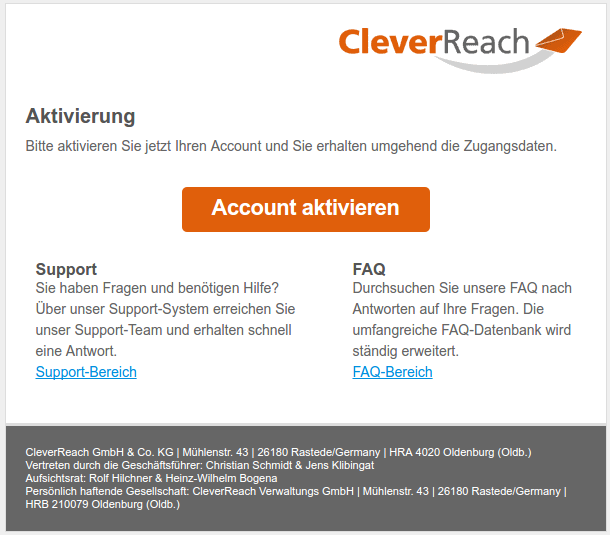 CleverReach
Aktivierung
Bitte aktivieren Sie jetzt Ihren Account und Sie erhalten umgehend die Zugangsdaten.
Account aktivieren
Support
Sie haben Fragen und benötigen Hilfe?
Über unser Support-System erreichen Sie
unser Support-Team und erhalten schnell
eine Antwort.
Support-Bereich
FAQ
Durchsuchen Sie unsere FAQ nach
Antworten auf Ihre Fragen. Die
umfangreiche FAQ-Datenbank wird
ständig erweitert.
FAQ-Bereich
CleverReach GmbH & Co. KG | Mühlenstr. 43 | 26180 Rastede/Germany | HRA 4020 Oldenburg (Oldb.)
Vertreten durch die Geschäftsführer: Christian Schmidt & Jens Klibingat
Aufsichtsrat: Rolf Hilchner & Heinz-Wilhelm Bogena
Persönlich haftende Gesellschaft: CleverReach Verwaltungs GmbH | Mühlenstr. 43 | 26180 Rastede/Germany |
HRB 210079 Oldenburg (Oldb.)